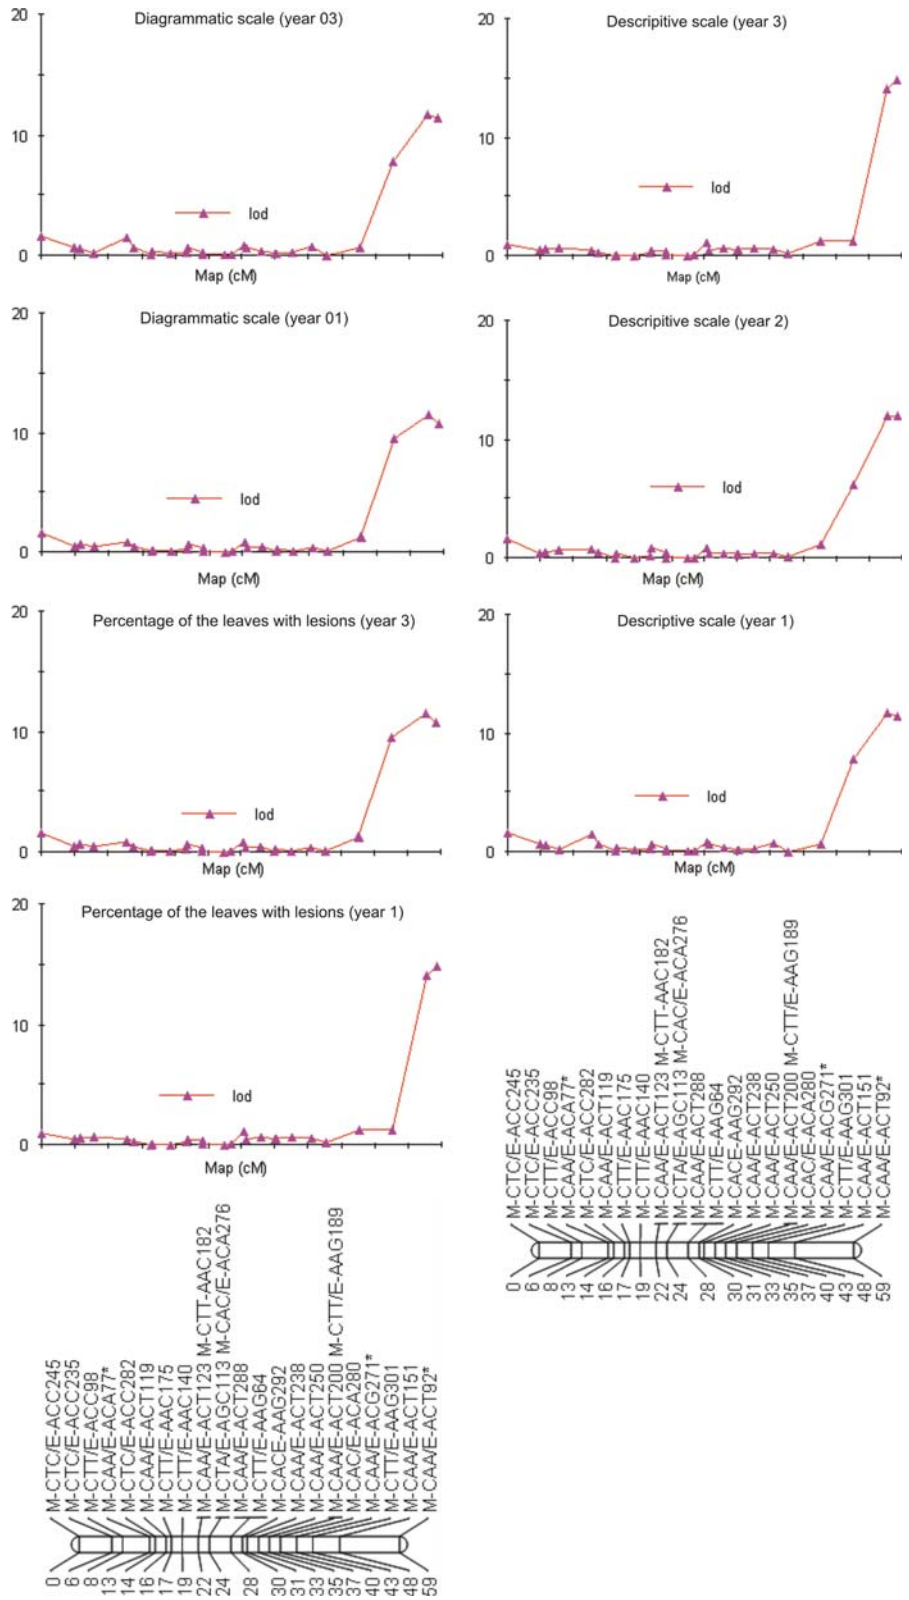 Diagrammatic scale (year 03)
20
10
0
lod
Map (cM)
Descripitive scale (year 3)
20
10
0
lod
Map (cM)
Diagrammatic scale (year 01)
20
10
0
lod
Map (cM)
Descripitive scale (year 2)
20
10
0
lod
Map (cM)
Percentage of the leaves with lesions (year 3)
20
10
0
lod
Map (cM)
Descriptive scale (year 1)
20
10
0
lod
Map (cM)
Percentage of the leaves with lesions (year 1)
20
10
0
lod
Map (cM)
M-CTC/E-ACC245
M-CTC/E-ACC235
M-CTT/E-ACC98
M-CAA/E-ACA77*
M-CTC/E-ACC282
M-CAA/E-ACT119
M-CTT/E-AAC175
M-CTT/E-AAC140
M-CAA/E-ACT123 M-CTT-AAC182
M-CTA/E-AGC113 M-CAC/E-ACA276
M-CAA/E-ACT288
M-CTT/E-AAG64
M-CACE-AAG292
M-CAA/E-ACT238
M-CAA/E-ACT250
M-CAA/E-ACT200 M-CTT/E-AAG189
M-CAC/E-ACA280
M-CAA/E-ACG271*
M-CTT/E-AAG301
M-CAA/E-ACT151
M-CAA/E-ACT92*
0
6
8
13
14
16
17
19
22
24
28
30
31
33
35
37
40
43
48
59
M-CTC/E-ACC245
M-CTC/E-ACC235
M-CTT/E-ACC98
M-CAA/E-ACA77*
M-CTC/E-ACC282
M-CAA/E-ACT119
M-CTT/E-AAC175
M-CTT/E-AAC140
M-CAA/E-ACT123 M-CTT-AAC182
M-CTA/E-AGC113 M-CAC/E-ACA276
M-CAA/E-ACT288
M-CTT/E-AAG64
M-CACE-AAG292
M-CAA/E-ACT238
M-CAA/E-ACT250
M-CAA/E-ACT200 M-CTT/E-AAG189
M-CAC/E-ACA280
M-CAA/E-ACG271*
M-CTT/E-AAG301
M-CAA/E-ACT151
M-CAA/E-ACT92*
0
6
8
13
14
16
17
19
22
24
28
30
31
33
35
37
40
43
48
59